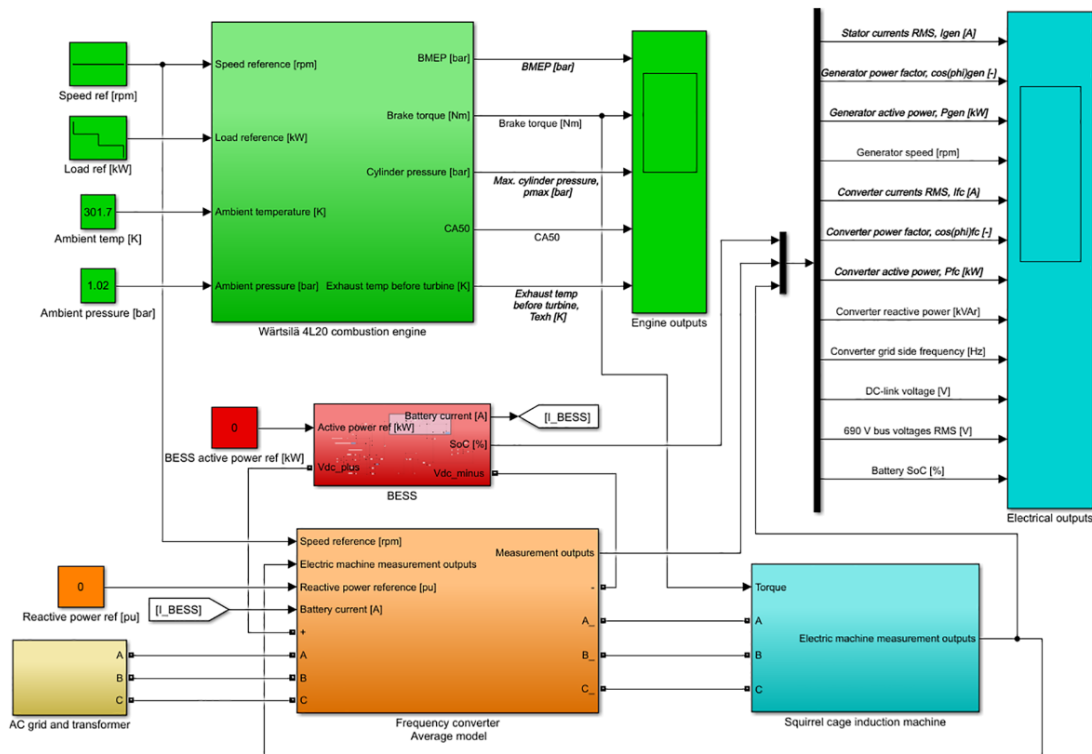 Speed ref [rpm]
Load ref [kW]
301.7
Ambient temp [K]
1.02
Ambient pressure [bar]
Speed reference [rpm]
Load reference [kW]
Ambient temperature [K]
Ambient pressure [bar]
BMEP [bar]
Brake torque [Nm]
Cylinder pressure [bar]
CA50
Exhaust temp before turbine [K]
Wärtsilä 4L20 combustion engine
BMEP [bar]
Brake torque [Nm]
Max. cylinder pressure,
pmax [bar]
CA50
Exhaust temp
before turbine,
Texh [K]
Engine outputs
Stator currents RMS, Igen [A]
Generator power factor, cos(phi)gen [-]
Generator active power, Pgen [kW]
Generator speed [rpm]
Converter currents RMS, Ifc [A]
Converter power factor, cos(phi)fc [-]
Converter active power, Pfc [kW]
Converter reactive power [kVAr]
Converter grid side frequency [Hz]
DC-link voltage [V]
690 V bus voltages RMS [V]
Battery SoC [%]
Electrical outputs
0
BESS active power ref [kW]
Battery current [A]
Active power ref [kW]
SoC [%]
Vdc_plus
Vdc_minus
BESS
[I_BESS]
0
Reactive power ref [pu]
[I_BESS]
A
B
C
AC grid and transformer
Speed reference [rpm]
Electric machine measurement outputs
Reactive power reference [pu]
Battery current [A]
+
A
B
C
Measurement outputs
-
A_
B_
C_
Frequency converter
Average model
Torque
A
B
C
Electric machine measurement outputs
Squirrel cage induction machine